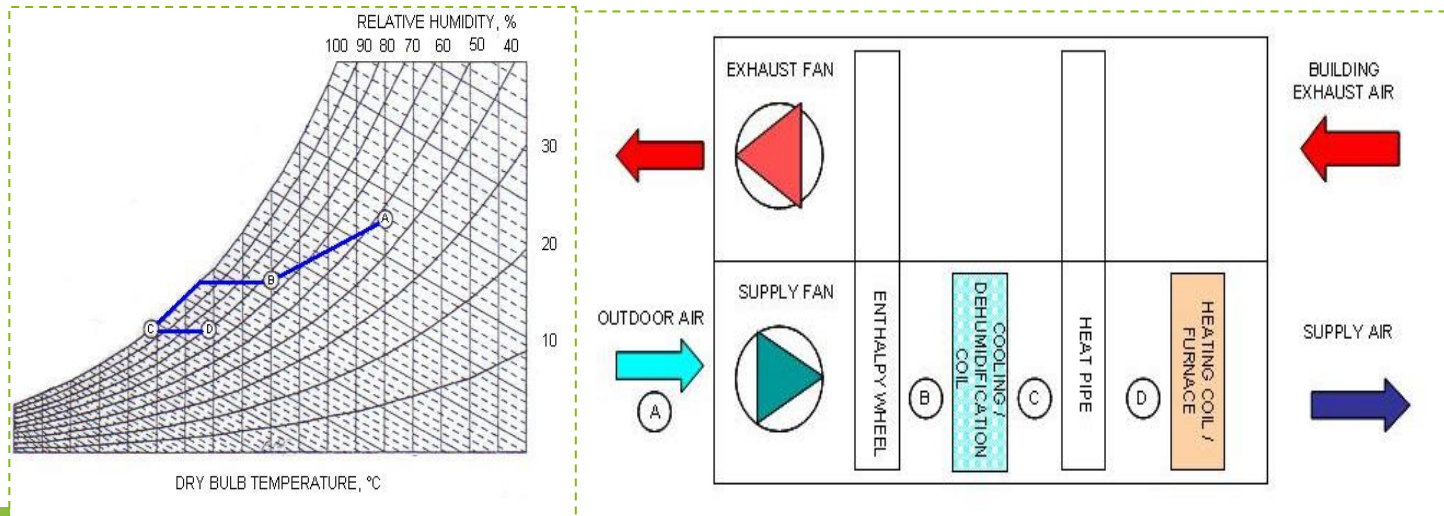 RELATIVE HUMIDITY, %
100 90 80 70 60 50 40
30
20
10
A
B
C
D
DRY BULB TEMPERATURE, °C
EXHAUST FAN
BUILDING
EXHAUST AIR
OUTDOOR AIR
A
SUPPLY FAN
ENTHALPY WHEEL
B
COOLING /
DEHUMIDIFICATION
COIL
C
HEAT PIPE
D
HEATING COIL /
FURNACE
SUPPLY AIR